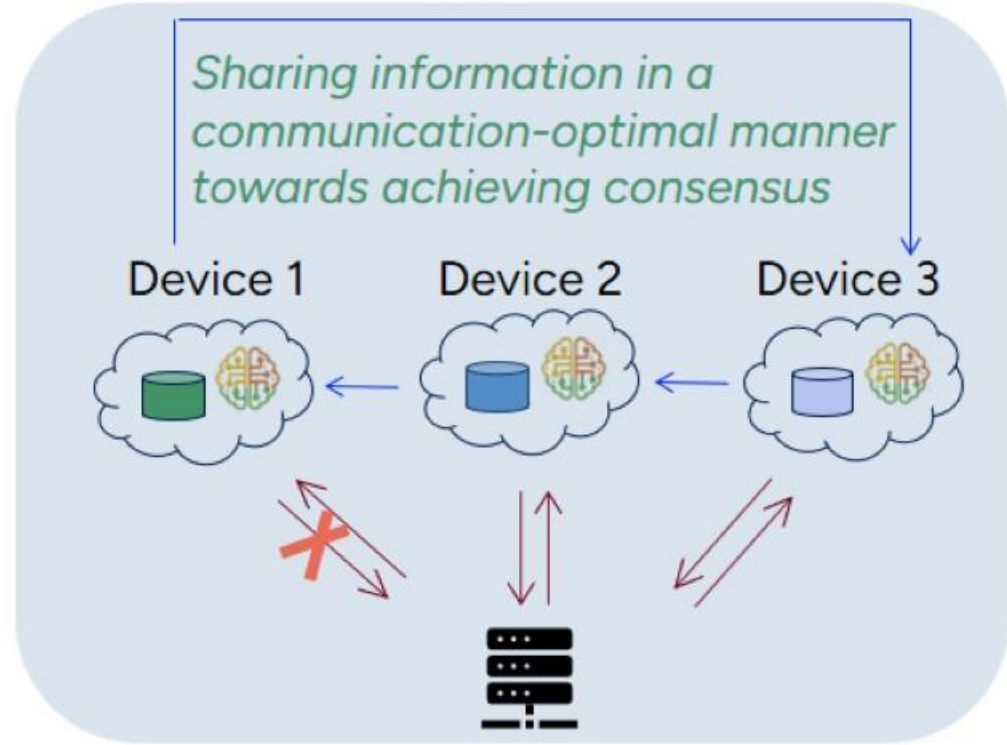 Sharing information in a
communication-optimal manner
towards achieving consensus
Device 1
Device 2
Device 3